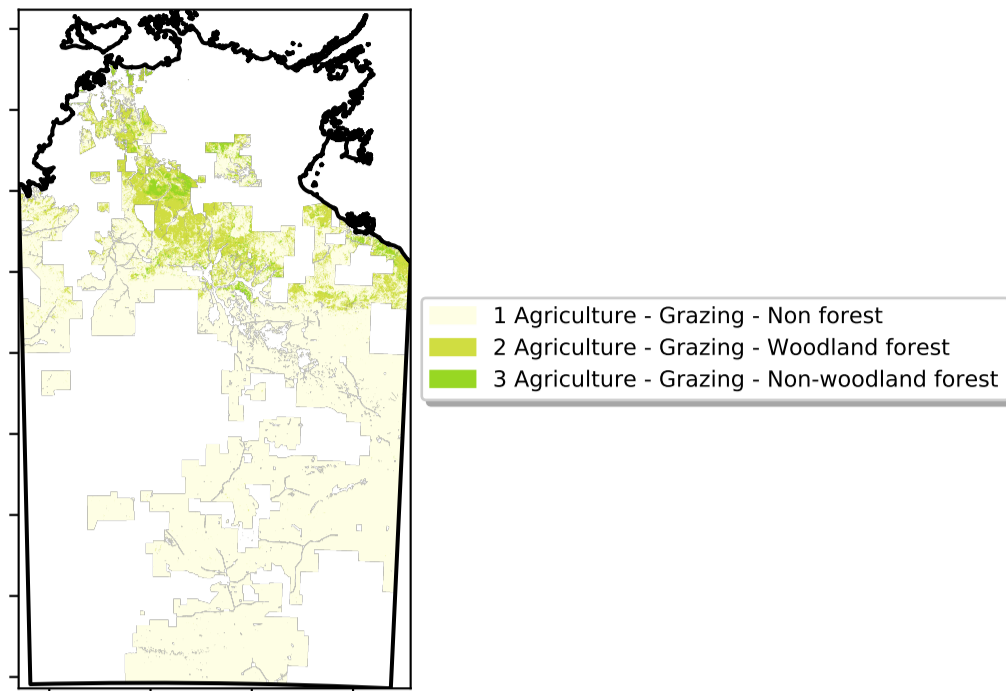 1 Agriculture - Grazing - Non forest
2 Agriculture - Grazing - Woodland forest
3 Agriculture - Grazing - Non-woodland forest